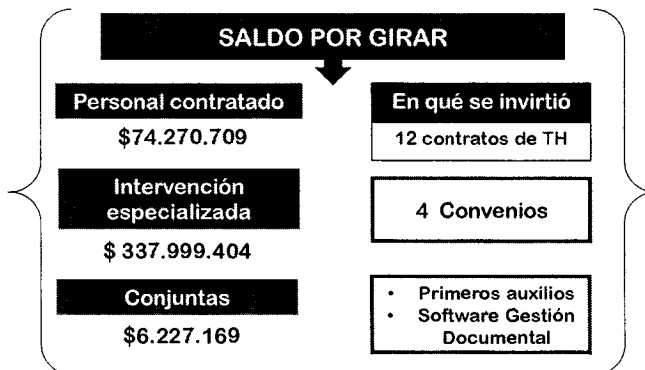 SALDO POR GIRAR
Personal contratado
$74.270.709
En qué se invirtió
12 contratos de TH
Intervención
especializada
$ 337.999.404
4 Convenios
Conjuntas
$6.227.169
• Primeros auxilios
• Software Gestión
Documental